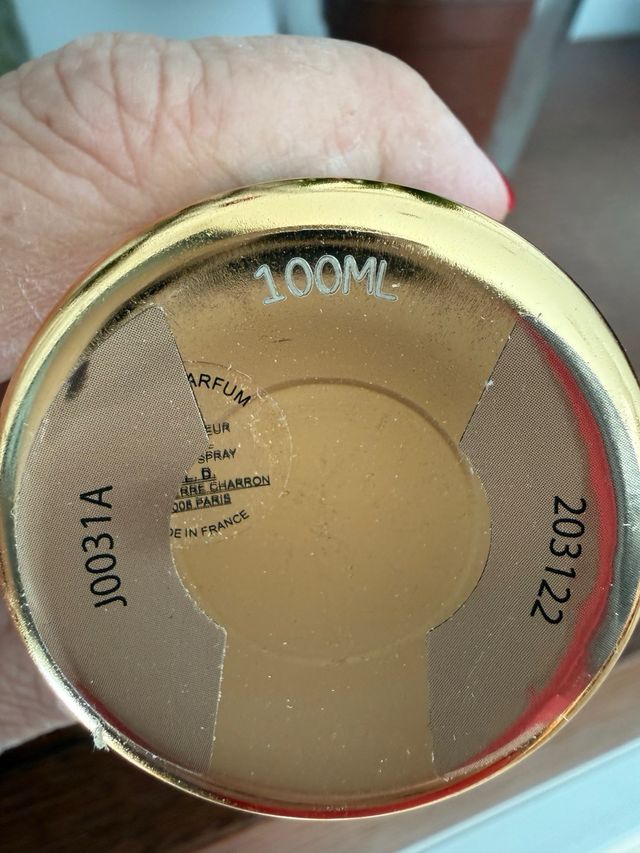 100ML
ARFUM
EUR
SPRAY
L. B.
RRE CHARRON
008 PARIS
DE IN FRANCE
J0031A
203122